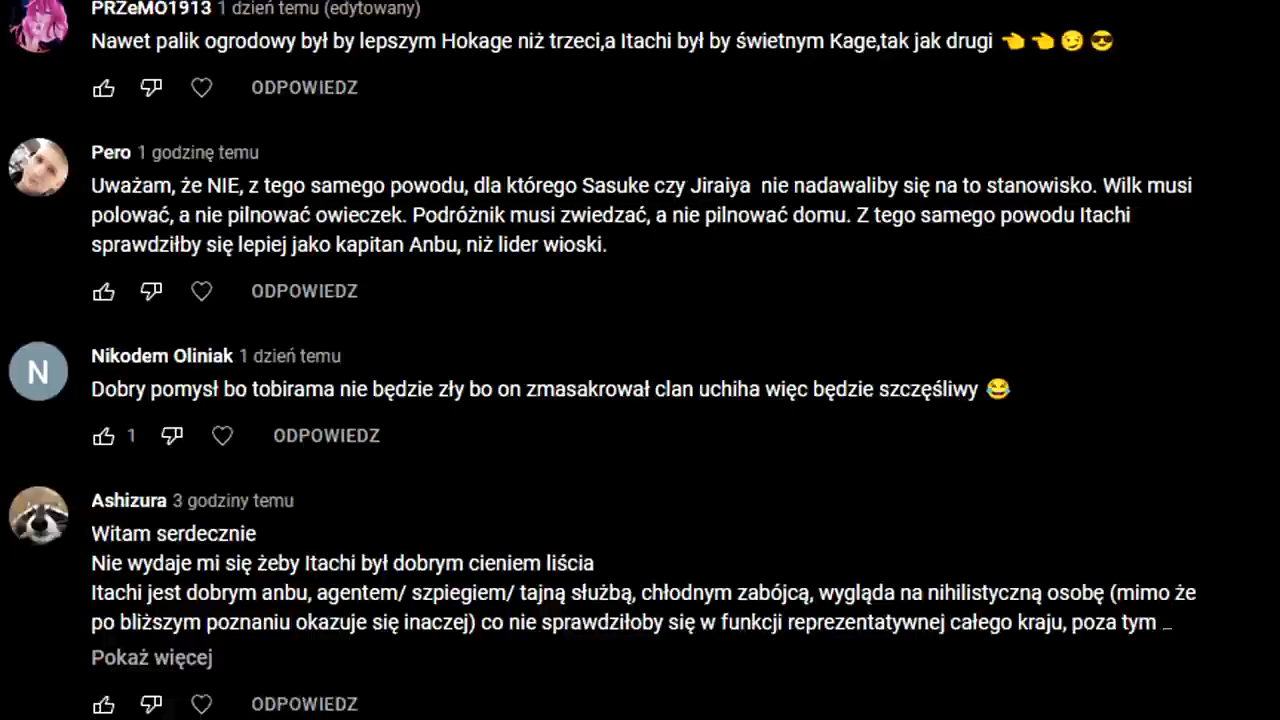 PRZeMO1913 1 dzień temu (edytowany)
Nawet palik ogrodowy był by lepszym Hokage niż trzeci,a Itachi był by świetnym Kage,tak jak drugi 👈 👈 😏 😎
ODPOWIEDZ
Pero 1 godzinę temu
Uważam, że NIE, z tego samego powodu, dla którego Sasuke czy Jiraiya  nie nadawaliby się na to stanowisko. Wilk musi
polować, a nie pilnować owieczek. Podróżnik musi zwiedzać, a nie pilnować domu. Z tego samego powodu Itachi
sprawdziłby się lepiej jako kapitan Anbu, niż lider wioski.
ODPOWIEDZ
N
Nikodem Oliniak 1 dzień temu
Dobry pomysł bo tobirama nie będzie zły bo on zmasakrował clan uchiha więc będzie szczęśliwy 😂
1 ODPOWIEDZ
Ashizura 3 godziny temu
Witam serdecznie
Nie wydaje mi się żeby Itachi był dobrym cieniem liścia
Itachi jest dobrym anbu, agentem/ szpiegiem/ tajną służbą, chłodnym zabójcą, wygląda na nihilistyczną osobę (mimo że
po bliższym poznaniu okazuje się inaczej) co nie sprawdziłoby się w funkcji reprezentatywnej całego kraju, poza tym ...
Pokaż więcej
ODPOWIEDZ